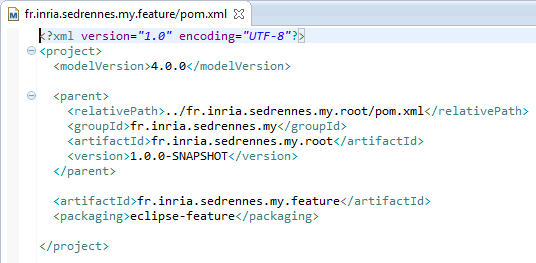 fr.inria.sedrennes.my.feature/pom.xml
<?xml version="1.0" encoding="UTF-8"?>
<project>
<modelVersion>4.0.0</modelVersion>
<parent>
<relativePath>../fr.inria.sedrennes.my.root/pom.xml</relativePath>
<groupId>fr.inria.sedrennes.my</groupId>
<artifactId>fr.inria.sedrennes.my.root</artifactId>
<version>1.0.0-SNAPSHOT</version>
</parent>
<artifactId>fr.inria.sedrennes.my.feature</artifactId>
<packaging>eclipse-feature</packaging>
</project>